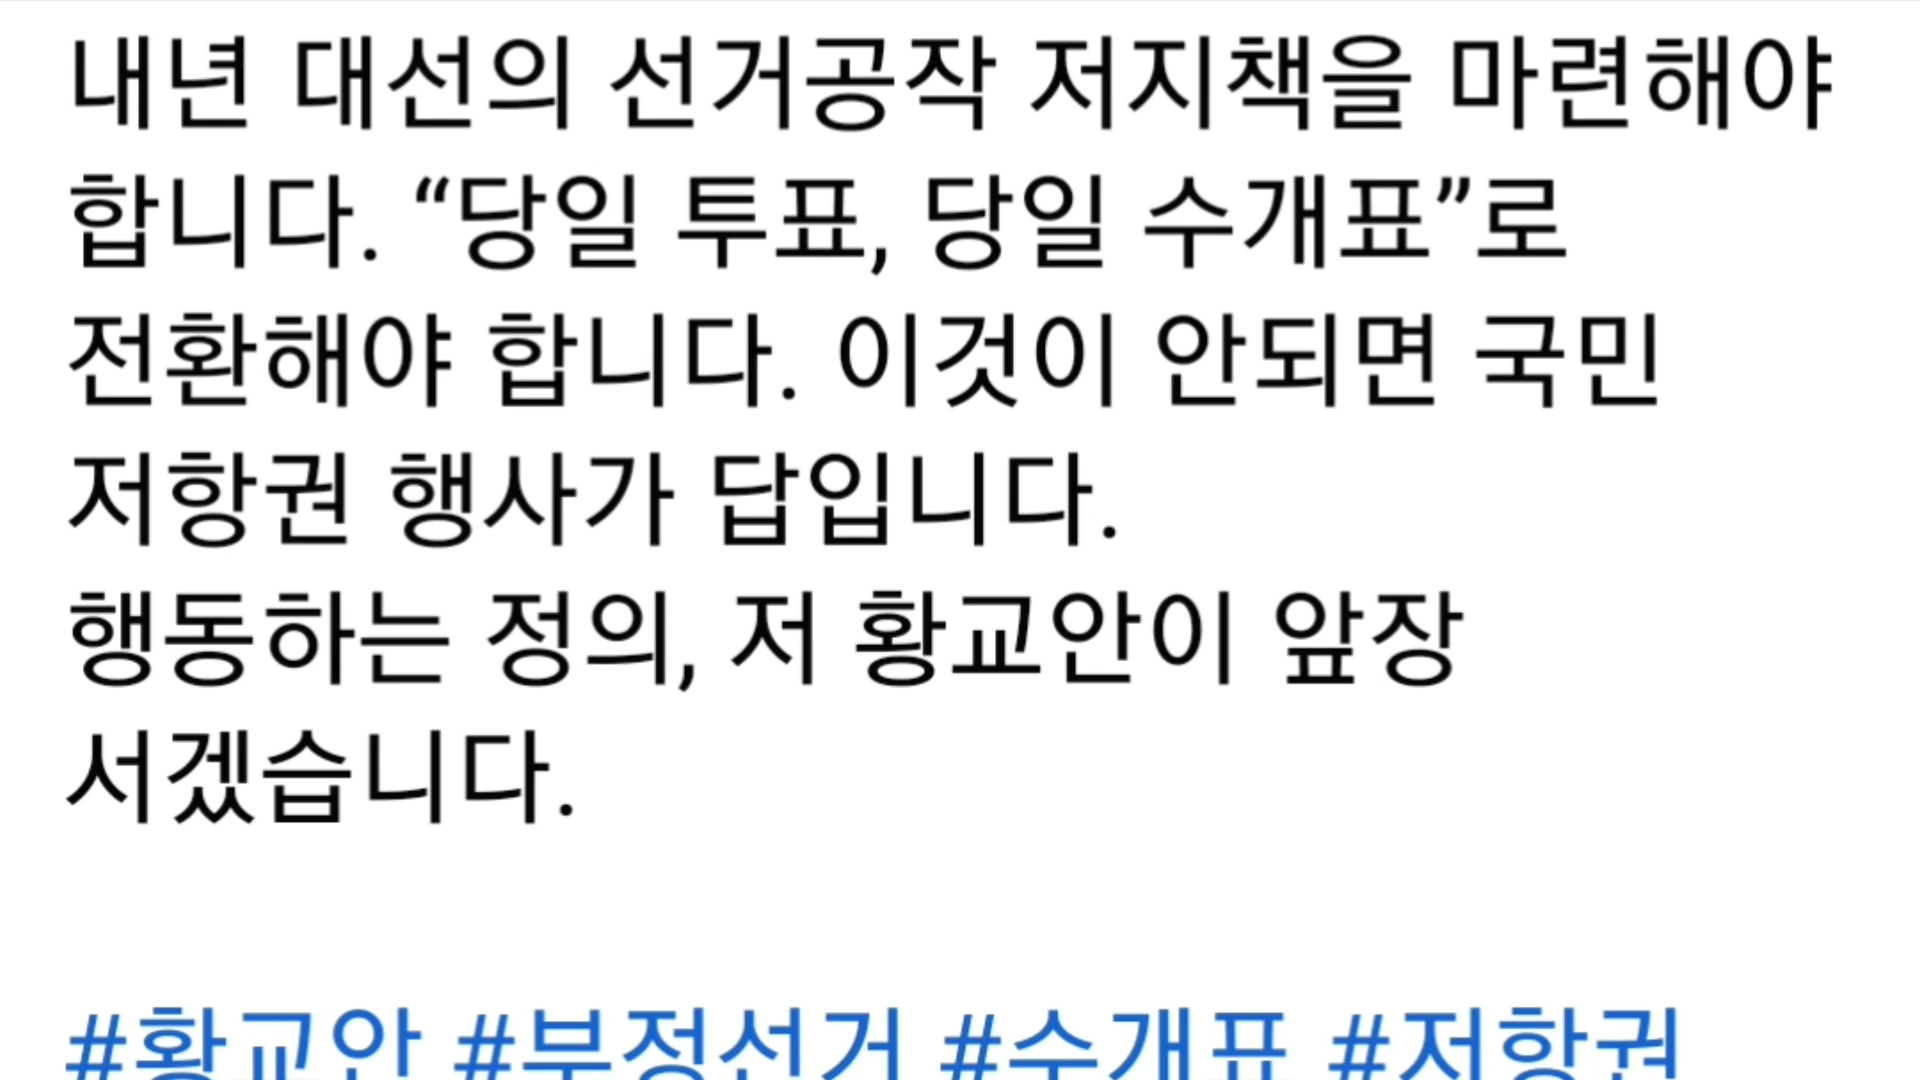 내년 대선의 선거공작 저지책을 마련해야
합니다. “당일 투표, 당일 수개표”로
전환해야 합니다. 이것이 안되면 국민
저항권 행사가 답입니다.
행동하는 정의, 저 황교안이 앞장
서겠습니다.
#황교안 #부정선거 #수개표 #저항권